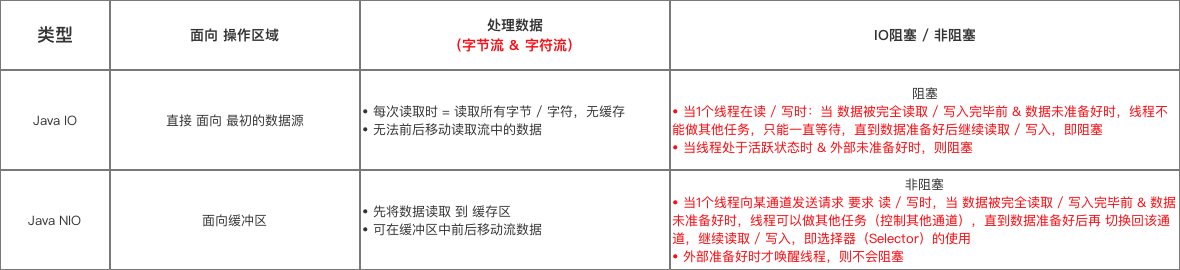 类型
面向 操作区域
处理数据
（字节流 & 字符流）
IO阻塞 / 非阻塞
Java IO
直接 面向 最初的数据源
• 每次读取时 = 读取所有字节 / 字符，无缓存
• 无法前后移动读取流中的数据
阻塞
• 当1个线程在读 / 写时：当 数据被完全读取 / 写入完毕前 & 数据未准备好时，线程不
能做其他任务，只能一直等待，直到数据准备好后继续读取 / 写入，即阻塞
• 当线程处于活跃状态时 & 外部未准备好时，则阻塞
Java NIO
面向缓冲区
• 先将数据读取 到 缓存区
• 可在缓冲区中前后移动流数据
非阻塞
• 当1个线程向某通道发送请求 要求 读 / 写时，当 数据被完全读取 / 写入完毕前 & 数据
未准备好时，线程可以做其他任务（控制其他通道），直到数据准备好后再 切换回该通
道，继续读取 / 写入，即选择器（Selector）的使用
• 外部准备好时才唤醒线程，则不会阻塞